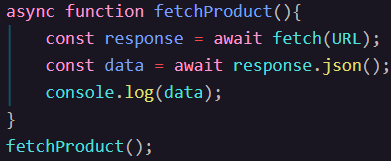 async function fetchProduct(){
    const response = await fetch(URL);
    const data = await response.json();
    console.log(data);
}
fetchProduct();